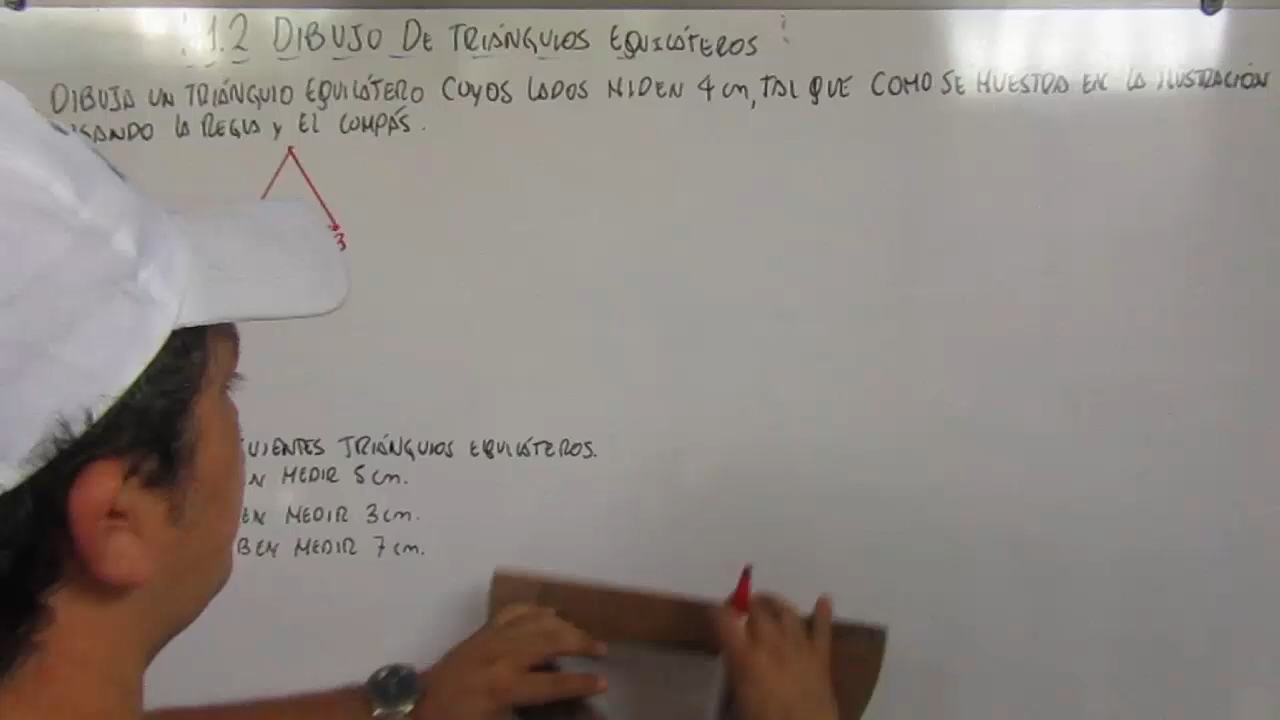 1.2 DIBUJO DE TRIÁNGULOS EQUILÁTEROS
DIBUJA UN TRIÁNGULO EQUILÁTERO CUYOS LADOS MIDEN 4 cm, TAL QUE COMO SE MUESTRA EN LA ILUSTRACIÓN
USANDO LA REGLA Y EL COMPÁS.
3
UIENTES TRIÁNGULOS EQUILÁTEROS.
N MEDIR 5 cm.
EN MEDIR 3 cm.
BEN MEDIR 7 cm.